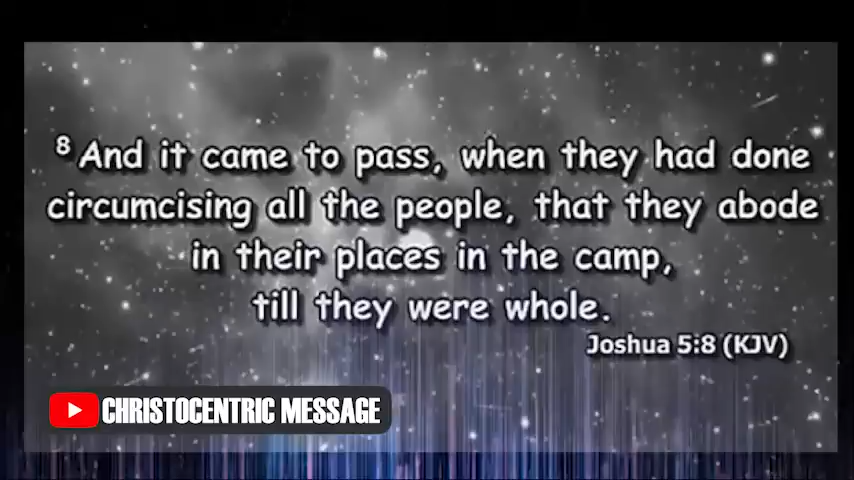 8 And it came to pass, when they had done
circumcising all the people, that they abode
in their places in the camp,
till they were whole.
Joshua 5:8 (KJV)
CHRISTOCENTRIC MESSAGE